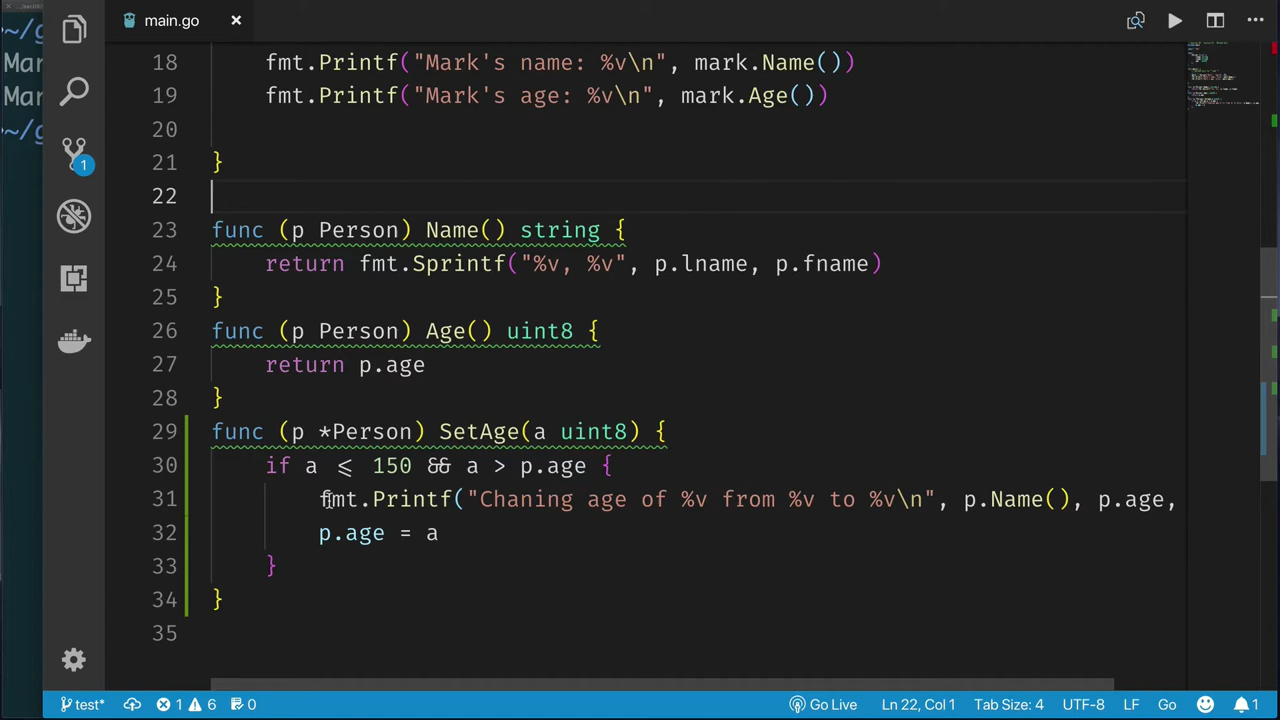 ~/g
main.go
Mar
Mar
~/g
18 fmt.Printf("Mark's name: %v\n", mark.Name())
19 fmt.Printf("Mark's age: %v\n", mark.Age())
20
21 }
22
23 func (p Person) Name() string {
24 return fmt.Sprintf("%v, %v", p.lname, p.fname)
25 }
26 func (p Person) Age() uint8 {
27 return p.age
28 }
29 func (p *Person) SetAge(a uint8) {
30 if a <= 150 && a > p.age {
31 fmt.Printf("Chaning age of %v from %v to %v\n", p.Name(), p.age,
32 p.age = a
33 }
34 }
35
1
test* 1 6 0 Go Live Ln 22, Col 1 Tab Size: 4 UTF-8 LF Go 1